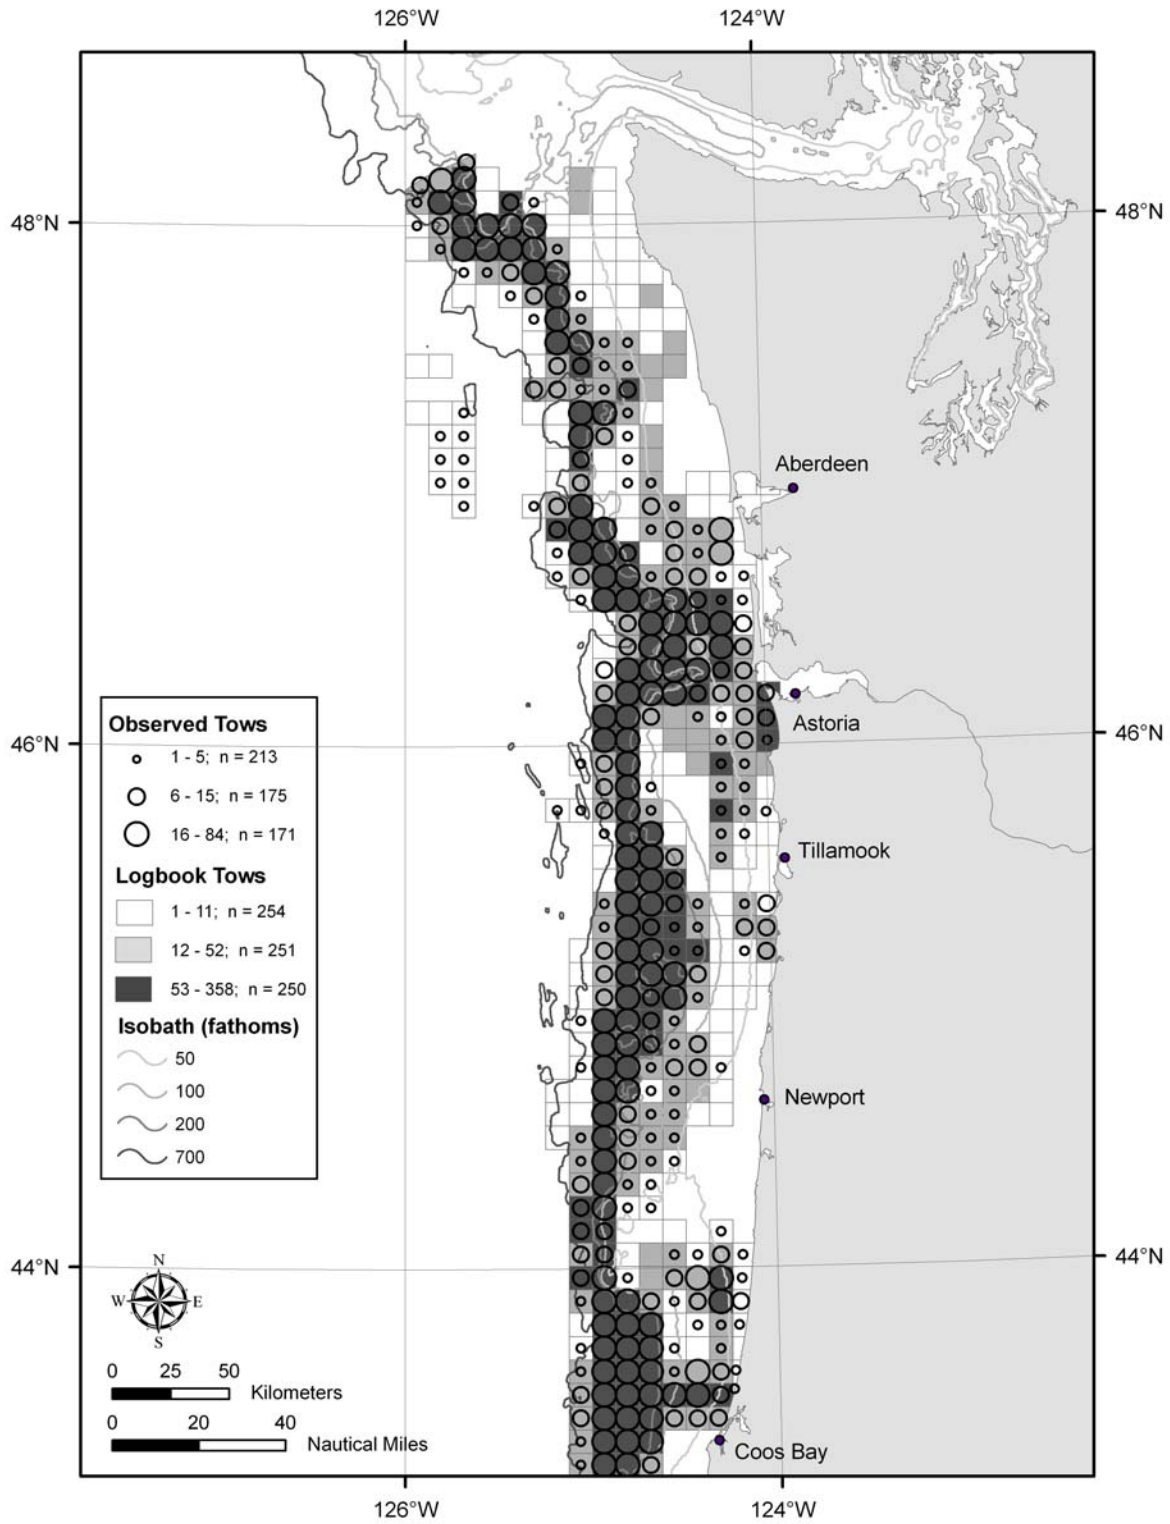 126°W 124°W
48°N 48°N
Aberdeen
Observed Tows
1 - 5; n = 213
6 - 15; n = 175
16 - 84; n = 171
Astoria
46°N 46°N
Tillamook
Logbook Tows
1 - 11; n = 254
12 - 52; n = 251
53 - 358; n = 250
Isobath (fathoms)
50
100
200
700
Newport
44°N 44°N
N
W E
S
0 25 50
Kilometers
0 20 40
Nautical Miles
Coos Bay
126°W 124°W